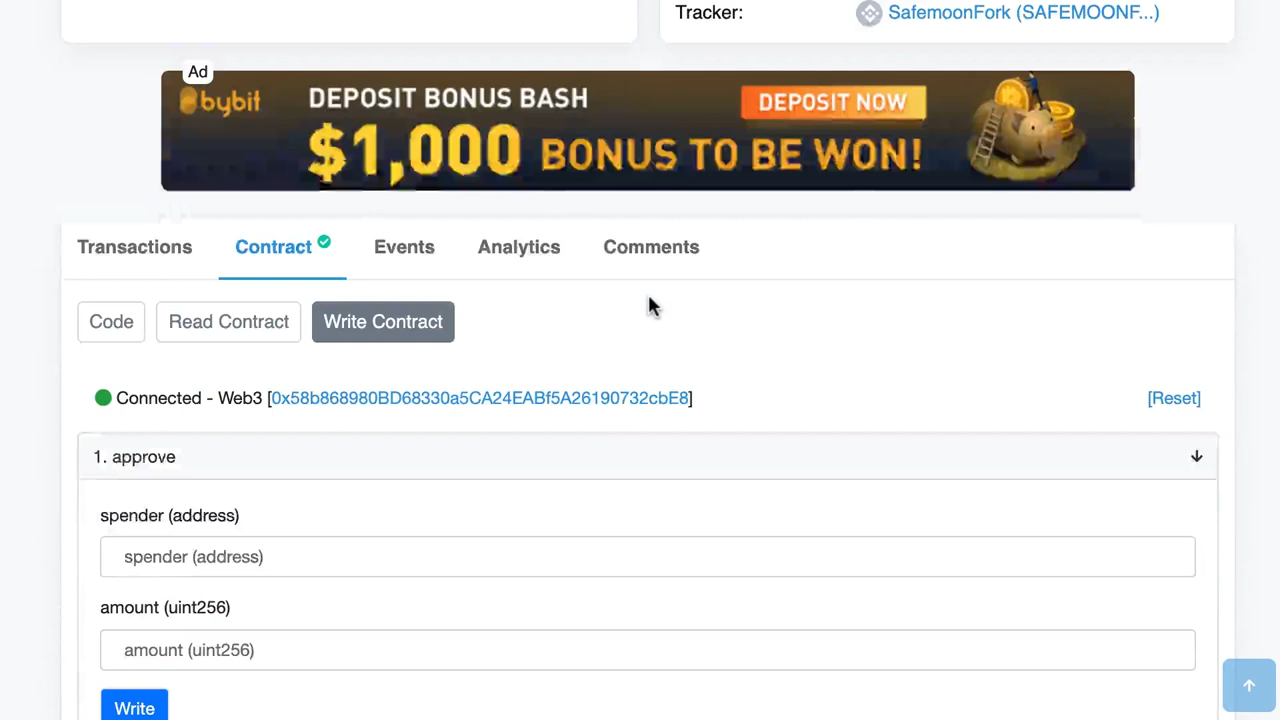 Tracker: SafemoonFork (SAFEMOONF...)
Ad
bybit DEPOSIT BONUS BASH DEPOSIT NOW
$1,000 BONUS TO BE WON!
Transactions Contract Events Analytics Comments
Code Read Contract Write Contract
Connected - Web3 [0x58b868980BD68330a5CA24EABf5A26190732cbE8] [Reset]
1. approve
spender (address)
spender (address)
amount (uint256)
amount (uint256)
Write